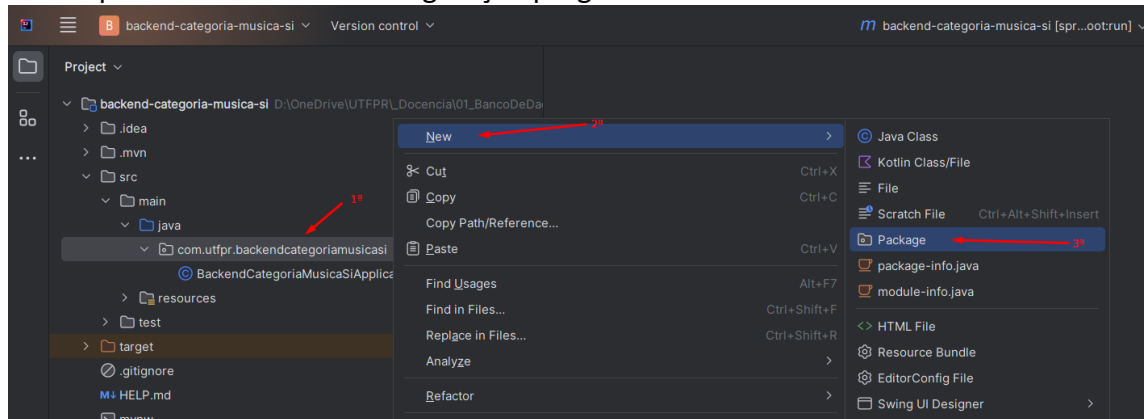 B backend-categoria-musica-si Version control backend-categoria-musica-si [spr...oot:run]
Project
backend-categoria-musica-si D:\OneDrive\UTFPR\_Docencia\01_BancoDeDa
.idea
.mvn
src
main
java
com.utfpr.backendcategoriamusicasi
BackendCategoriaMusicaSiApplica
resources
test
target
.gitignore
M↓ HELP.md
1º
New
2º
Cut Ctrl+X
Copy Ctrl+C
Copy Path/Reference...
Paste Ctrl+V
Find Usages Alt+F7
Find in Files... Ctrl+Shift+F
Replace in Files... Ctrl+Shift+R
Analyze
Refactor
Java Class
Kotlin Class/File
File
Scratch File Ctrl+Alt+Shift+Insert
Package
3º
package-info.java
module-info.java
HTML File
Resource Bundle
EditorConfig File
Swing UI Designer